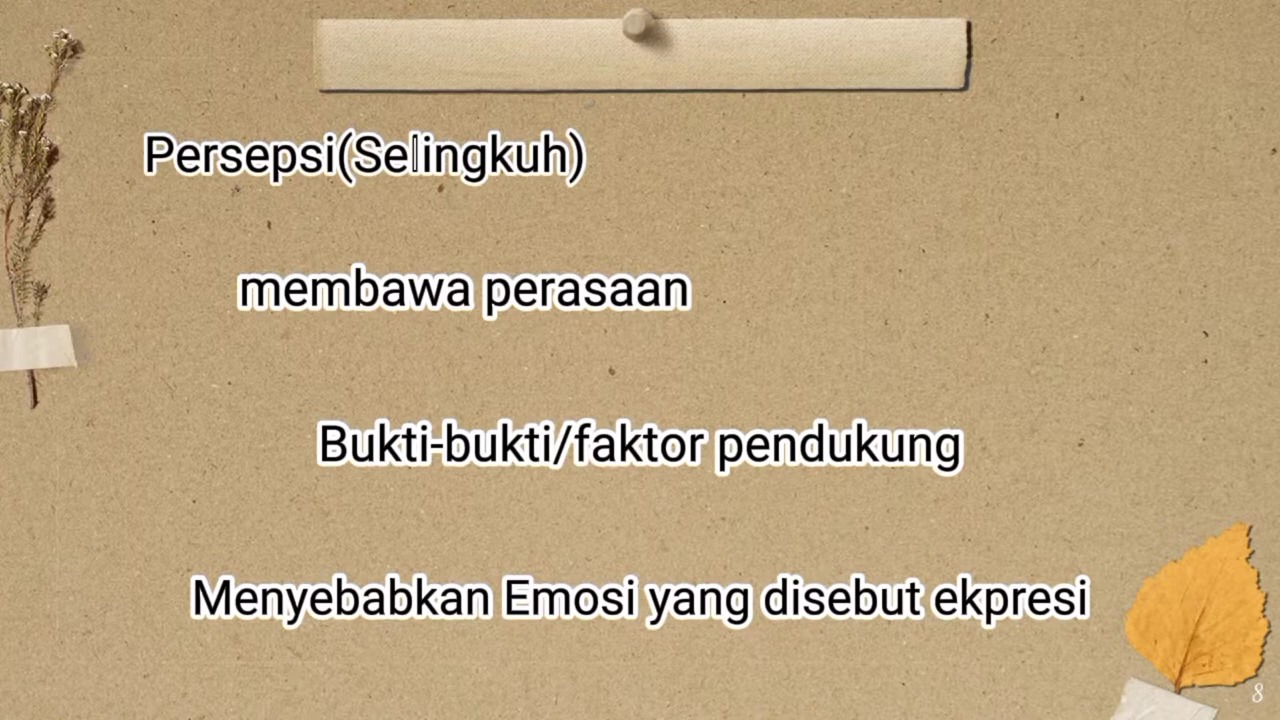 Persepsi(Selingkuh)
membawa perasaan
Bukti-bukti/faktor pendukung
Menyebabkan Emosi yang disebut ekpresi
8